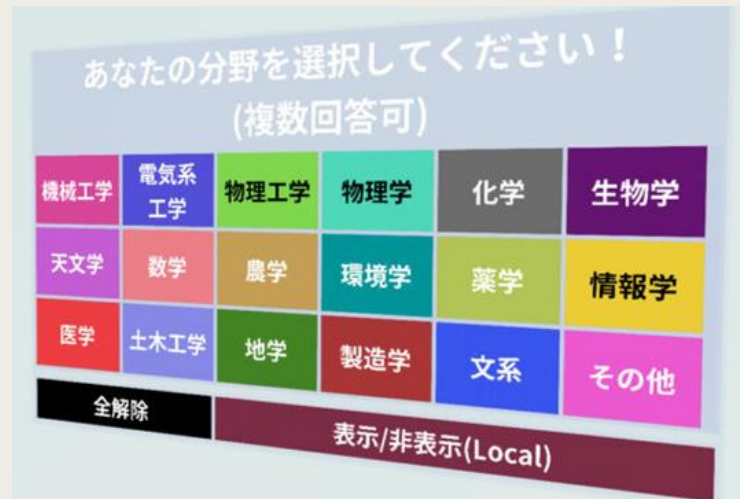 あなたの分野を選択してください！
(複数回答可)
機械工学
電気系
工学
物理工学
物理学
化学
生物学
天文学
数学
農学
環境学
薬学
情報学
医学
土木工学
地学
製造学
文系
その他
全解除
表示/非表示(Local)